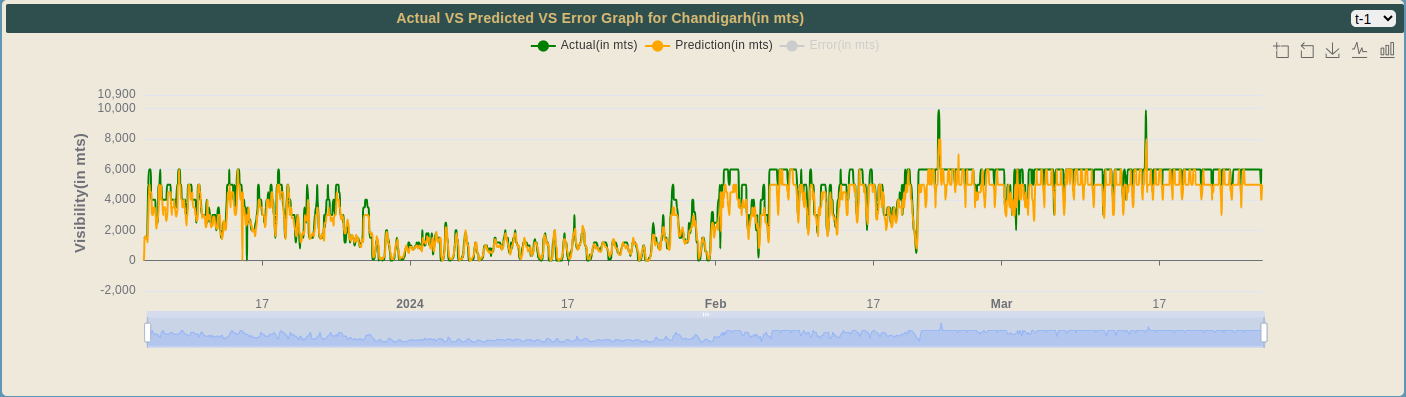 Actual VS Predicted VS Error Graph for Chandigarh(in mts)
t-1
Actual(in mts) Prediction(in mts) Error(in mts)
Visibility(in mts)
10,900
10,000
8,000
6,000
4,000
2,000
0
-2,000
17 2024 17 Feb 17 Mar 17